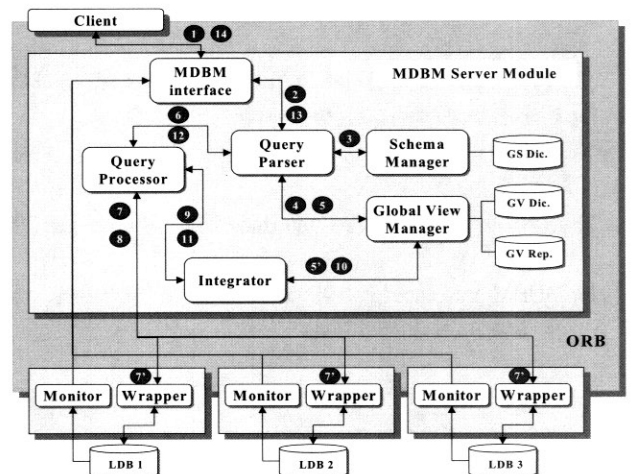 Client
1 14
MDBM
interface
MDBM Server Module
2
13
6
12
Query
Parser
3
Schema
Manager
GS Dic.
Query
Processor
7
8
9
11
4 5
Global View
Manager
GV Dic.
GV Rep.
Integrator
5' 10
ORB
7'
Monitor
Wrapper
LDB 1
7'
Monitor
Wrapper
LDB 2
7'
Monitor
Wrapper
LDB 3